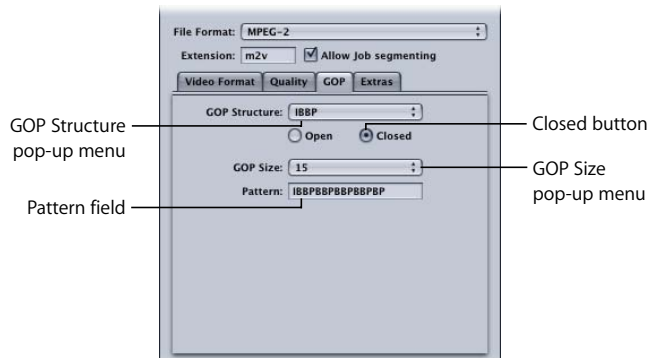 File Format: MPEG-2
Extension: m2v Allow Job segmenting
Video Format Quality GOP Extras
GOP Structure: IBBP
Open Closed
GOP Size: 15
Pattern: IBBPBBPBBPBBPBP
GOP Structure
pop-up menu
Pattern field
Closed button
GOP Size
pop-up menu